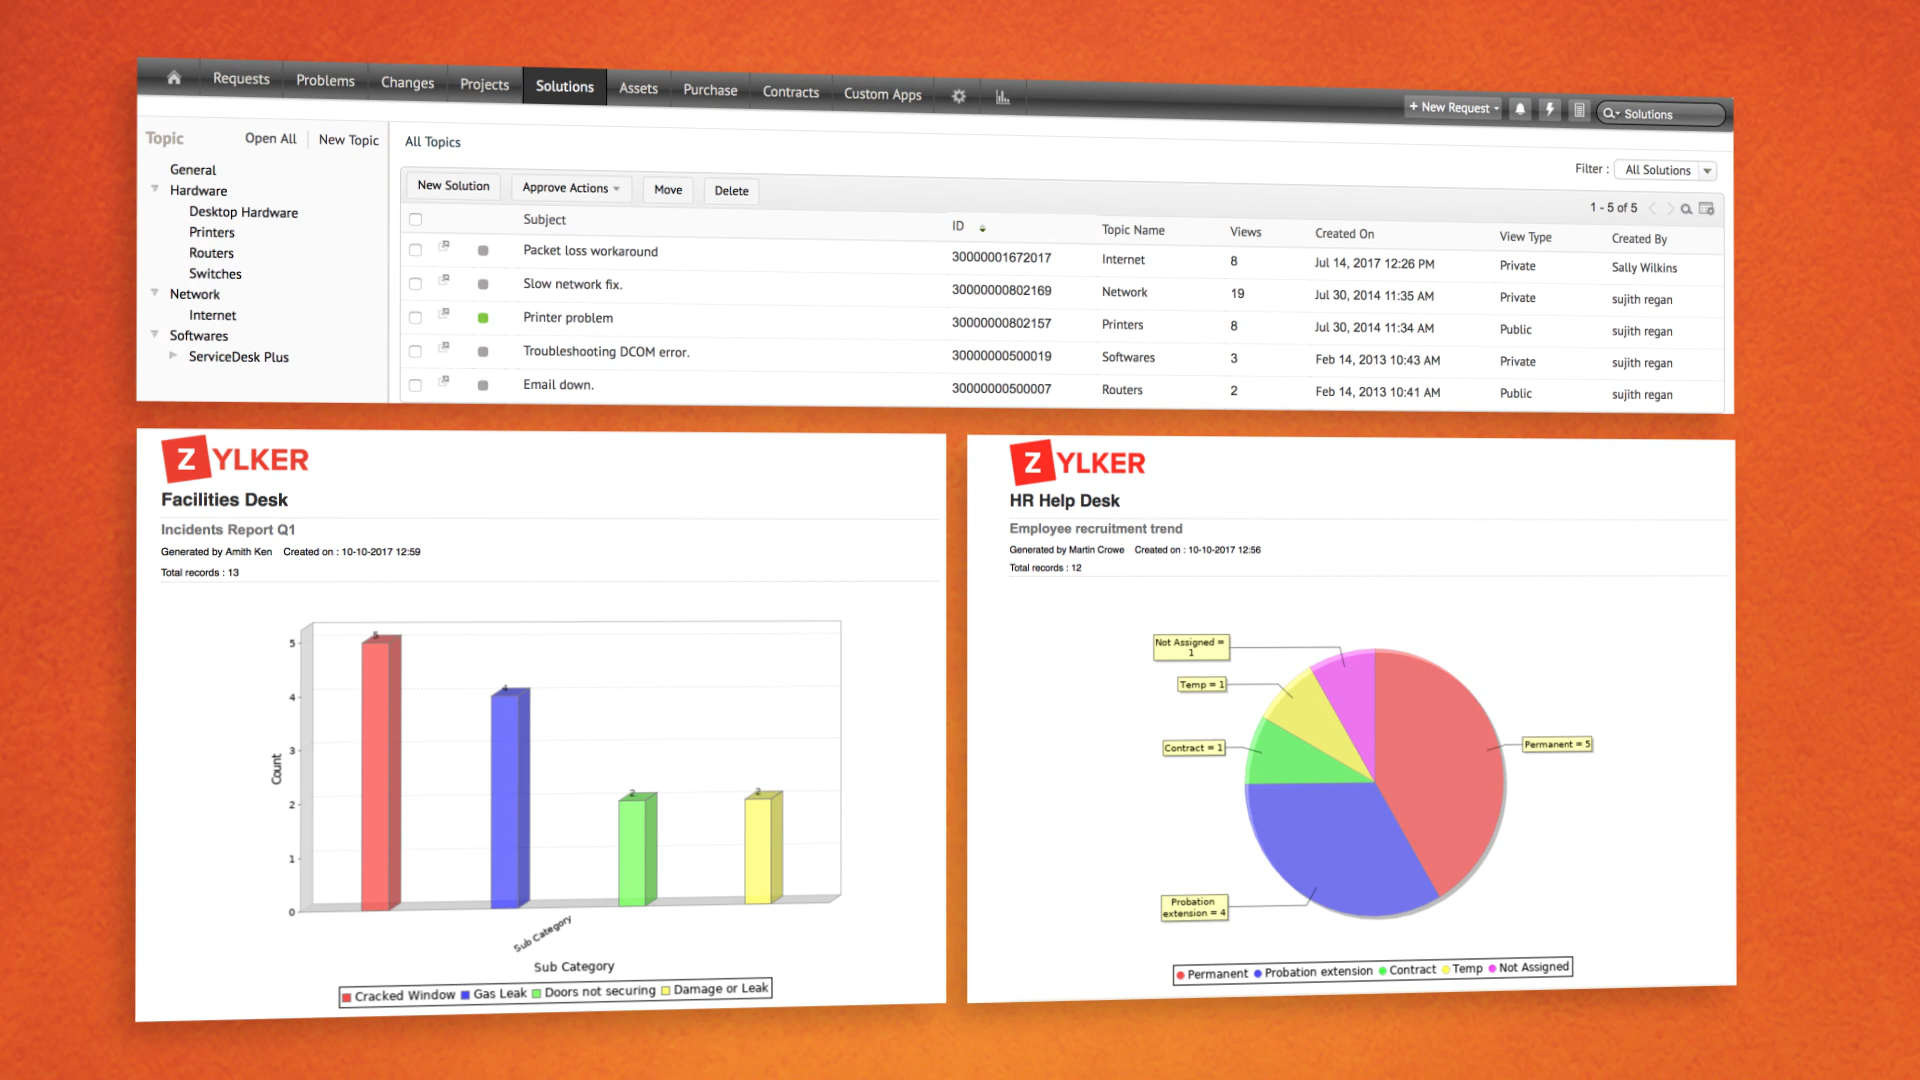 Requests Problems Changes Projects Solutions Assets Purchase Contracts Custom Apps + New Request Solutions
Topic Open All New Topic
General
Hardware
Desktop Hardware
Printers
Routers
Switches
Network
Internet
Softwares
ServiceDesk Plus
All Topics
Filter : All Solutions
New Solution Approve Actions Move Delete
1 - 5 of 5
Subject ID Topic Name Views Created On View Type Created By
Packet loss workaround 30000001672017 Internet 8 Jul 14, 2017 12:26 PM Private Sally Wilkins
Slow network fix. 30000000802169 Network 19 Jul 30, 2014 11:35 AM Private sujith regan
Printer problem 30000000802157 Printers 8 Jul 30, 2014 11:34 AM Public sujith regan
Troubleshooting DCOM error. 30000000500019 Softwares 3 Feb 14, 2013 10:43 AM Private sujith regan
Email down. 30000000500007 Routers 2 Feb 14, 2013 10:41 AM Public sujith regan
ZYLKER
Facilities Desk
Incidents Report Q1
Generated by Amith Ken Created on : 10-10-2017 12:59
Total records : 13
5
4
3
2
1
0
Count
5
4
2
2
Sub Category
Sub Category
Cracked Window Gas Leak Doors not securing Damage or Leak
ZYLKER
HR Help Desk
Employee recruitment trend
Generated by Martin Crowe Created on : 10-10-2017 12:56
Total records : 12
Not Assigned =
1
Temp = 1
Contract = 1
Permanent = 5
Probation
extension = 4
Permanent Probation extension Contract Temp Not Assigned